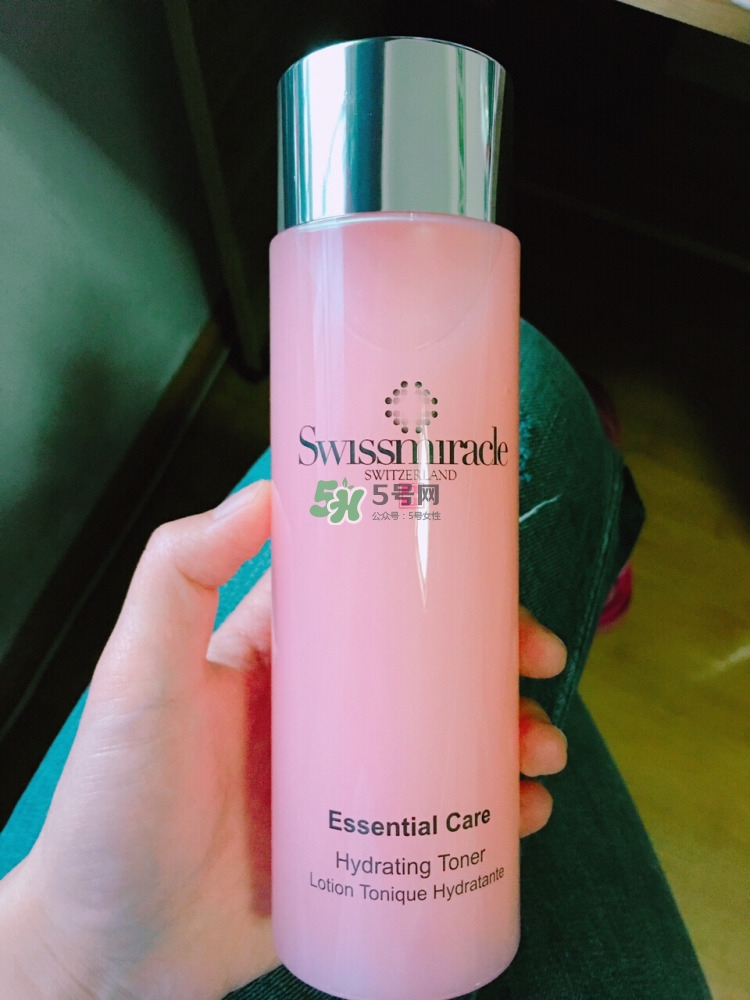 Swissmiracle
SWITZERLAND
5号网
公众号：5号女性
Essential Care
Hydrating Toner
Lotion Tonique Hydratante